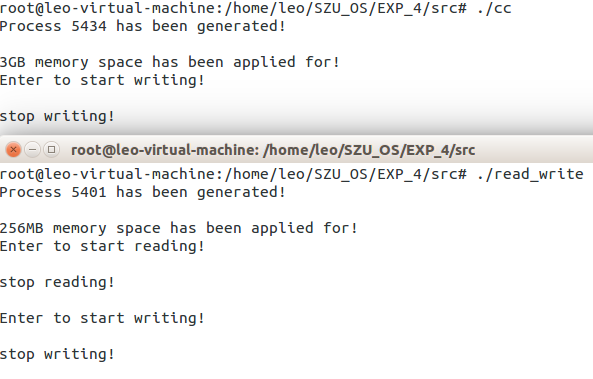 root@leo-virtual-machine:/home/leo/SZU_OS/EXP_4/src# ./cc
Process 5434 has been generated!
3GB memory space has been applied for!
Enter to start writing!
stop writing!
root@leo-virtual-machine: /home/leo/SZU_OS/EXP_4/src
root@leo-virtual-machine:/home/leo/SZU_OS/EXP_4/src# ./read_write
Process 5401 has been generated!
256MB memory space has been applied for!
Enter to start reading!
stop reading!
Enter to start writing!
stop writing!